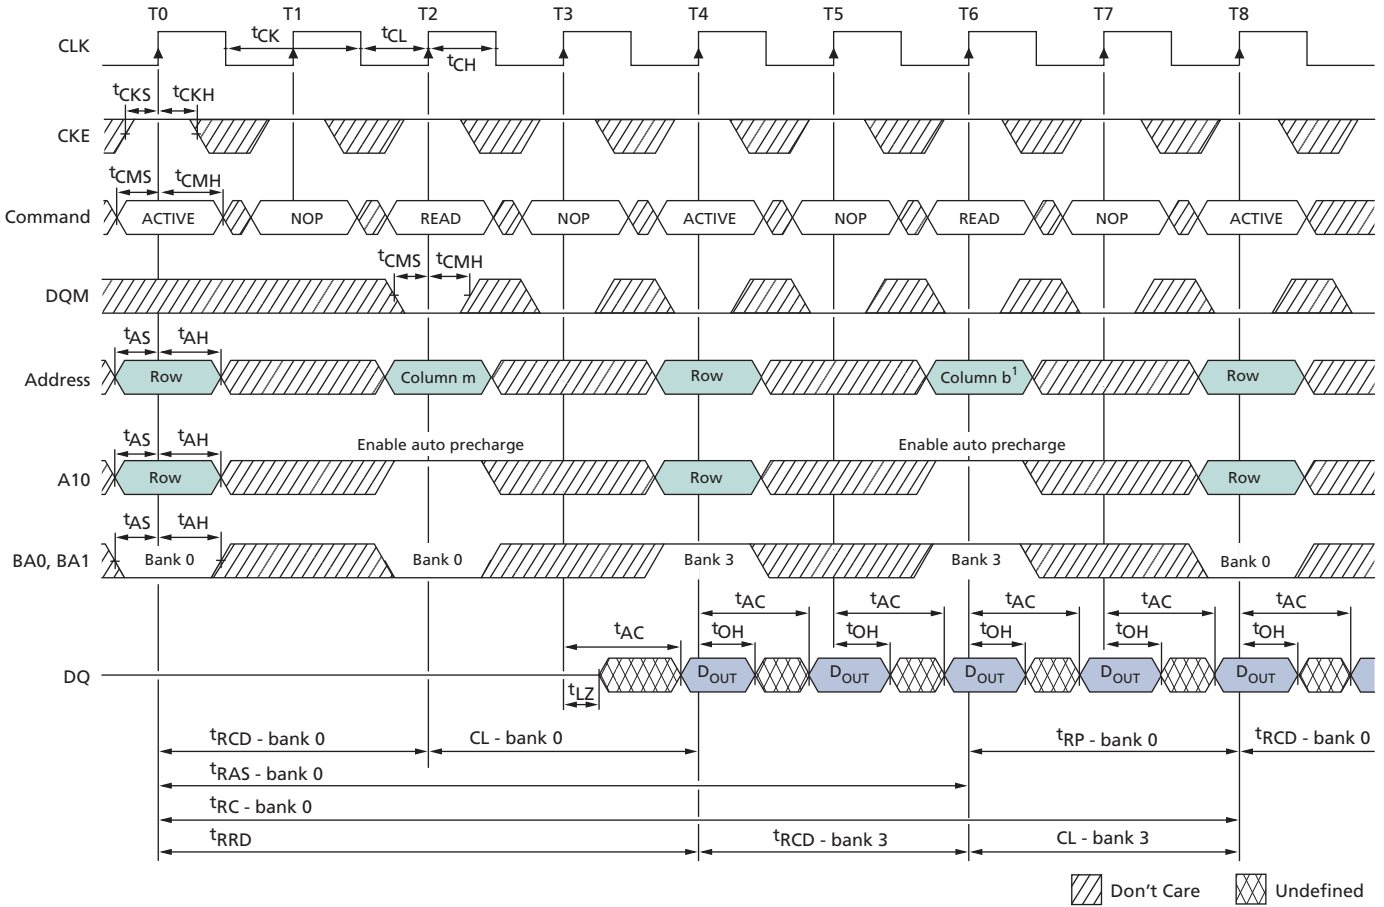 T0 T1 T2 T3 T4 T5 T6 T7 T8
CLK tCK tCL tCH
tCKS tCKH
CKE
tCMS tCMH
Command ACTIVE NOP READ NOP ACTIVE NOP READ NOP ACTIVE
tCMS tCMH
DQM
tAS tAH
Address Row Column m Row Column b1 Row
tAS tAH Enable auto precharge Enable auto precharge
A10 Row Row Row
tAS tAH
BA0, BA1 Bank 0 Bank 0 Bank 3 Bank 3 Bank 0
tAC tAC tAC tAC tAC
tAC tOH tOH tOH tOH tOH
DQ DOUT DOUT DOUT DOUT DOUT
tLZ
tRCD - bank 0 CL - bank 0 tRP - bank 0 tRCD - bank 0
tRAS - bank 0
tRC - bank 0
tRRD tRCD - bank 3 CL - bank 3
Don't Care Undefined